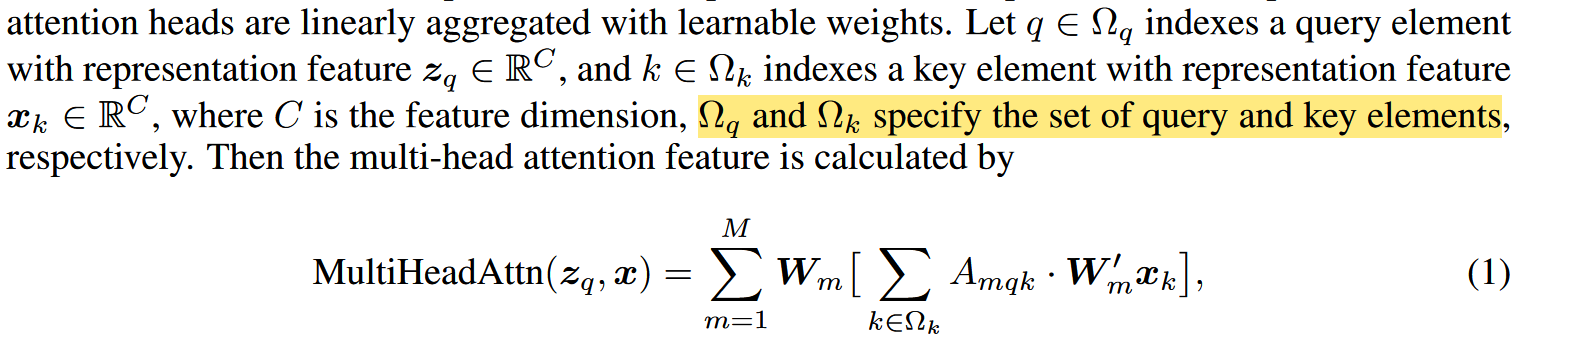 attention heads are linearly aggregated with learnable weights. Let q ∈ Ω_q indexes a query element
with representation feature z_q ∈ ℝ^C, and k ∈ Ω_k indexes a key element with representation feature
x_k ∈ ℝ^C, where C is the feature dimension, Ω_q and Ω_k specify the set of query and key elements,
respectively. Then the multi-head attention feature is calculated by
MultiHeadAttn(z_q, x) = ∑_{m=1}^{M} W_m[ ∑_{k∈Ω_k} A_{mqk} · W'_m x_k], (1)